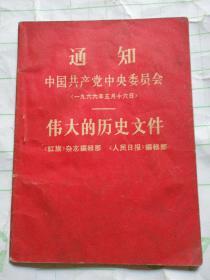 通知
中国共产党中央委员会
(一九六六年五月十六日)
伟大的历史文件
《红旗》杂志编辑部 《人民日报》编辑部